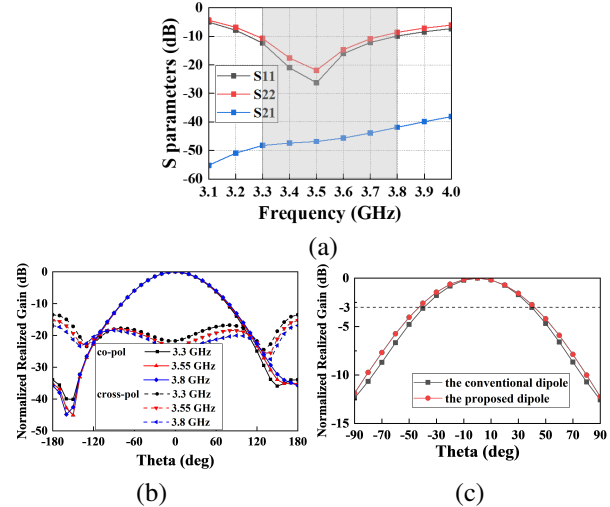 0
-10
-20
-30
-40
-50
-60
S parameters (dB)
S11
S22
S21
3.1 3.2 3.3 3.4 3.5 3.6 3.7 3.8 3.9 4.0
Frequency (GHz)
(a)
Normalized Realized Gain (dB)
0
-10
-20
-30
-40
-50
co-pol
3.3 GHz
3.55 GHz
3.8 GHz
cross-pol
3.3 GHz
3.55 GHz
3.8 GHz
-180 -120 -60 0 60 120 180
Theta (deg)
(b)
Normalized Realized Gain (dB)
0
-3
-5
-10
-15
the conventional dipole
the proposed dipole
-90 -70 -50 -30 -10 10 30 50 70 90
Theta (deg)
(c)